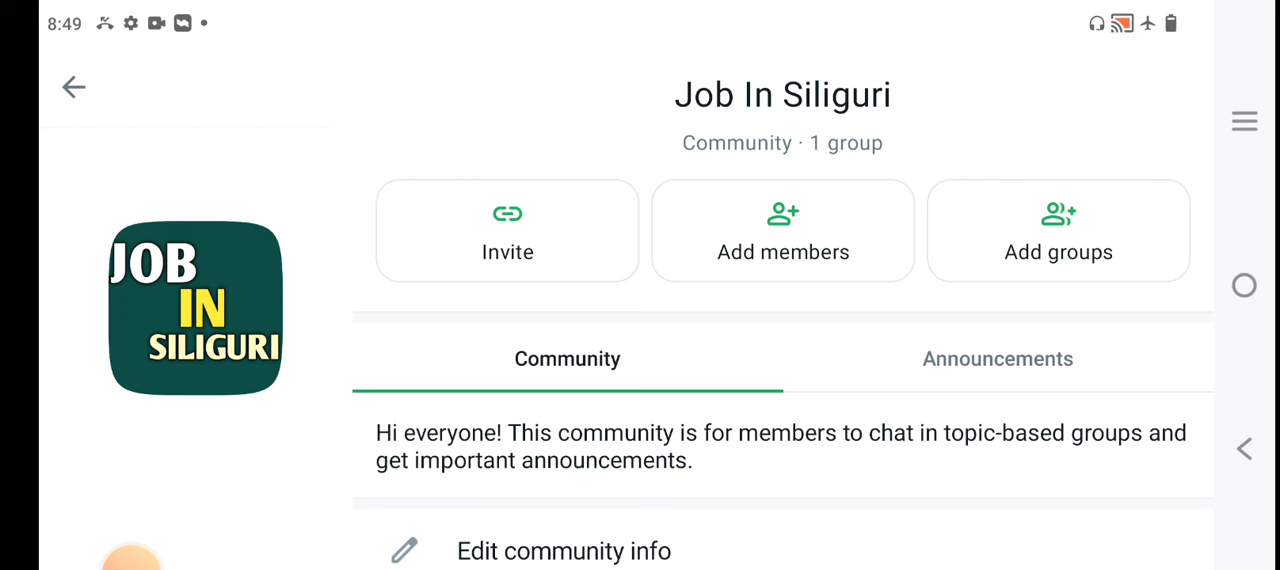 8:49
Job In Siliguri
Community · 1 group
Invite
Add members
Add groups
JOB
IN
SILIGURI
Community
Announcements
Hi everyone! This community is for members to chat in topic-based groups and
get important announcements.
Edit community info